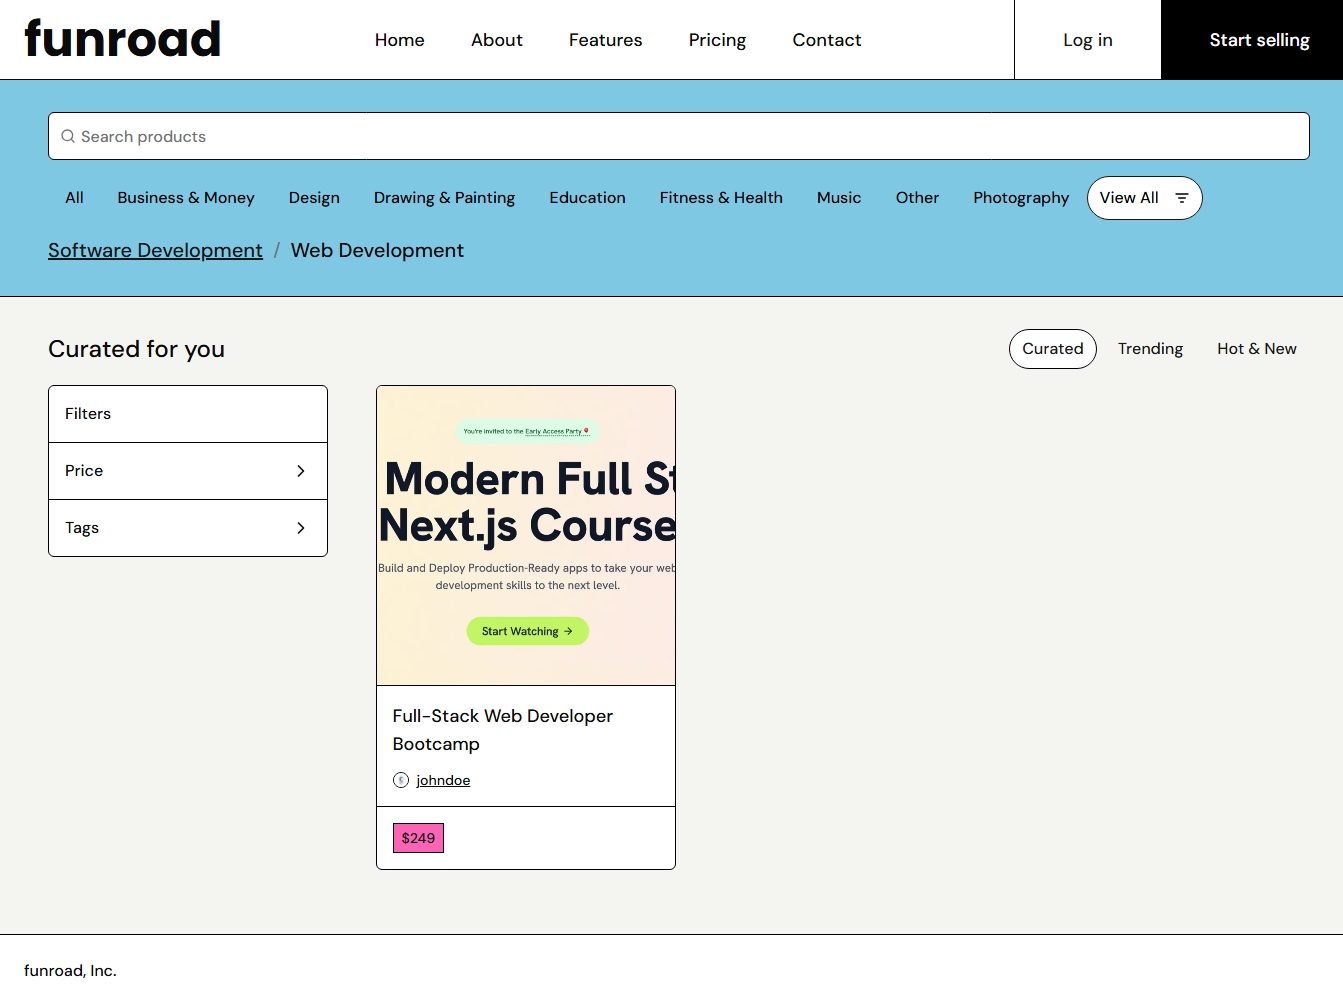 funroad
Home
About
Features
Pricing
Contact
Log in
Start selling
Search products
All
Business & Money
Design
Drawing & Painting
Education
Fitness & Health
Music
Other
Photography
View All
Software Development / Web Development
Curated for you
Curated
Trending
Hot & New
Filters
Price
Tags
You're invited to the Early Access Party
Modern Full St
Next.js Course
Build and Deploy Production-Ready apps to take your web
development skills to the next level.
Start Watching →
Full-Stack Web Developer
Bootcamp
johndoe
$249
funroad, Inc.